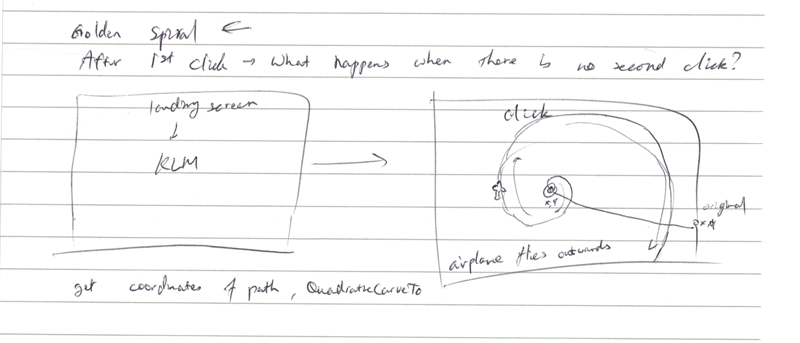 Golden Spiral ←
After 1st click → What happens when there is no second click?
landing screen
↓
KLM
click
x,y
original
airplane flies outwards
get coordinates of path, QuadraticCurveTo